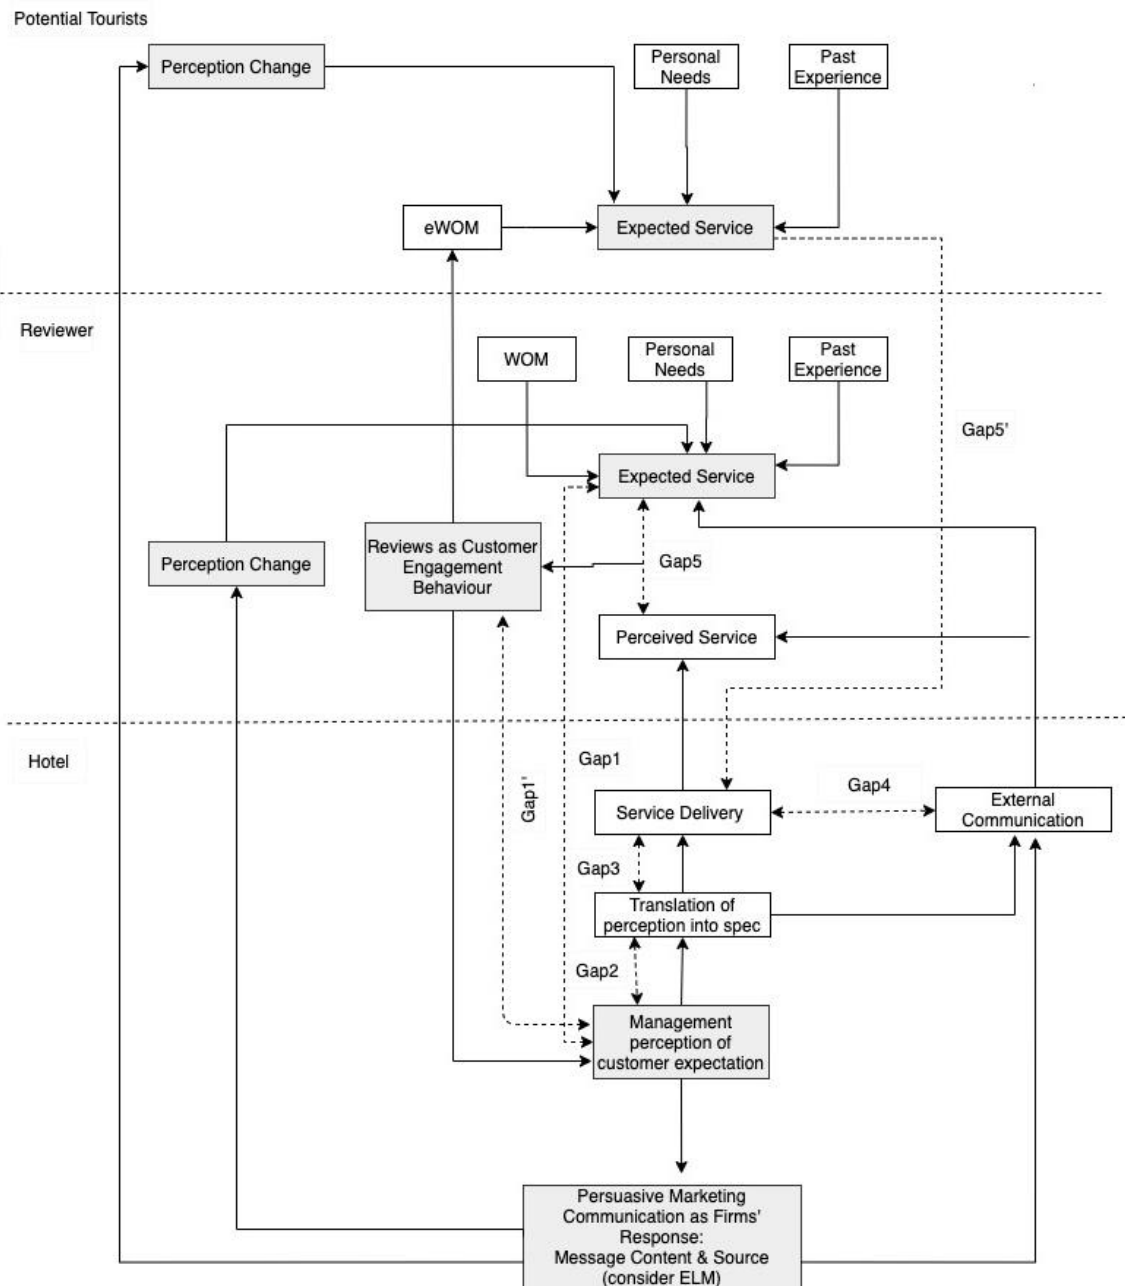 Potential Tourists
Perception Change
Personal
Needs
Past
Experience
eWOM
Expected Service
Reviewer
WOM
Personal
Needs
Past
Experience
Gap5'
Expected Service
Reviews as Customer
Engagement
Behaviour
Perception Change
Gap5
Perceived Service
Hotel
Gap1
Gap1'
Gap4
Service Delivery
External
Communication
Gap3
Translation of
perception into spec
Gap2
Management
perception of
customer expectation
Persuasive Marketing
Communication as Firms'
Response:
Message Content & Source
(consider ELM)